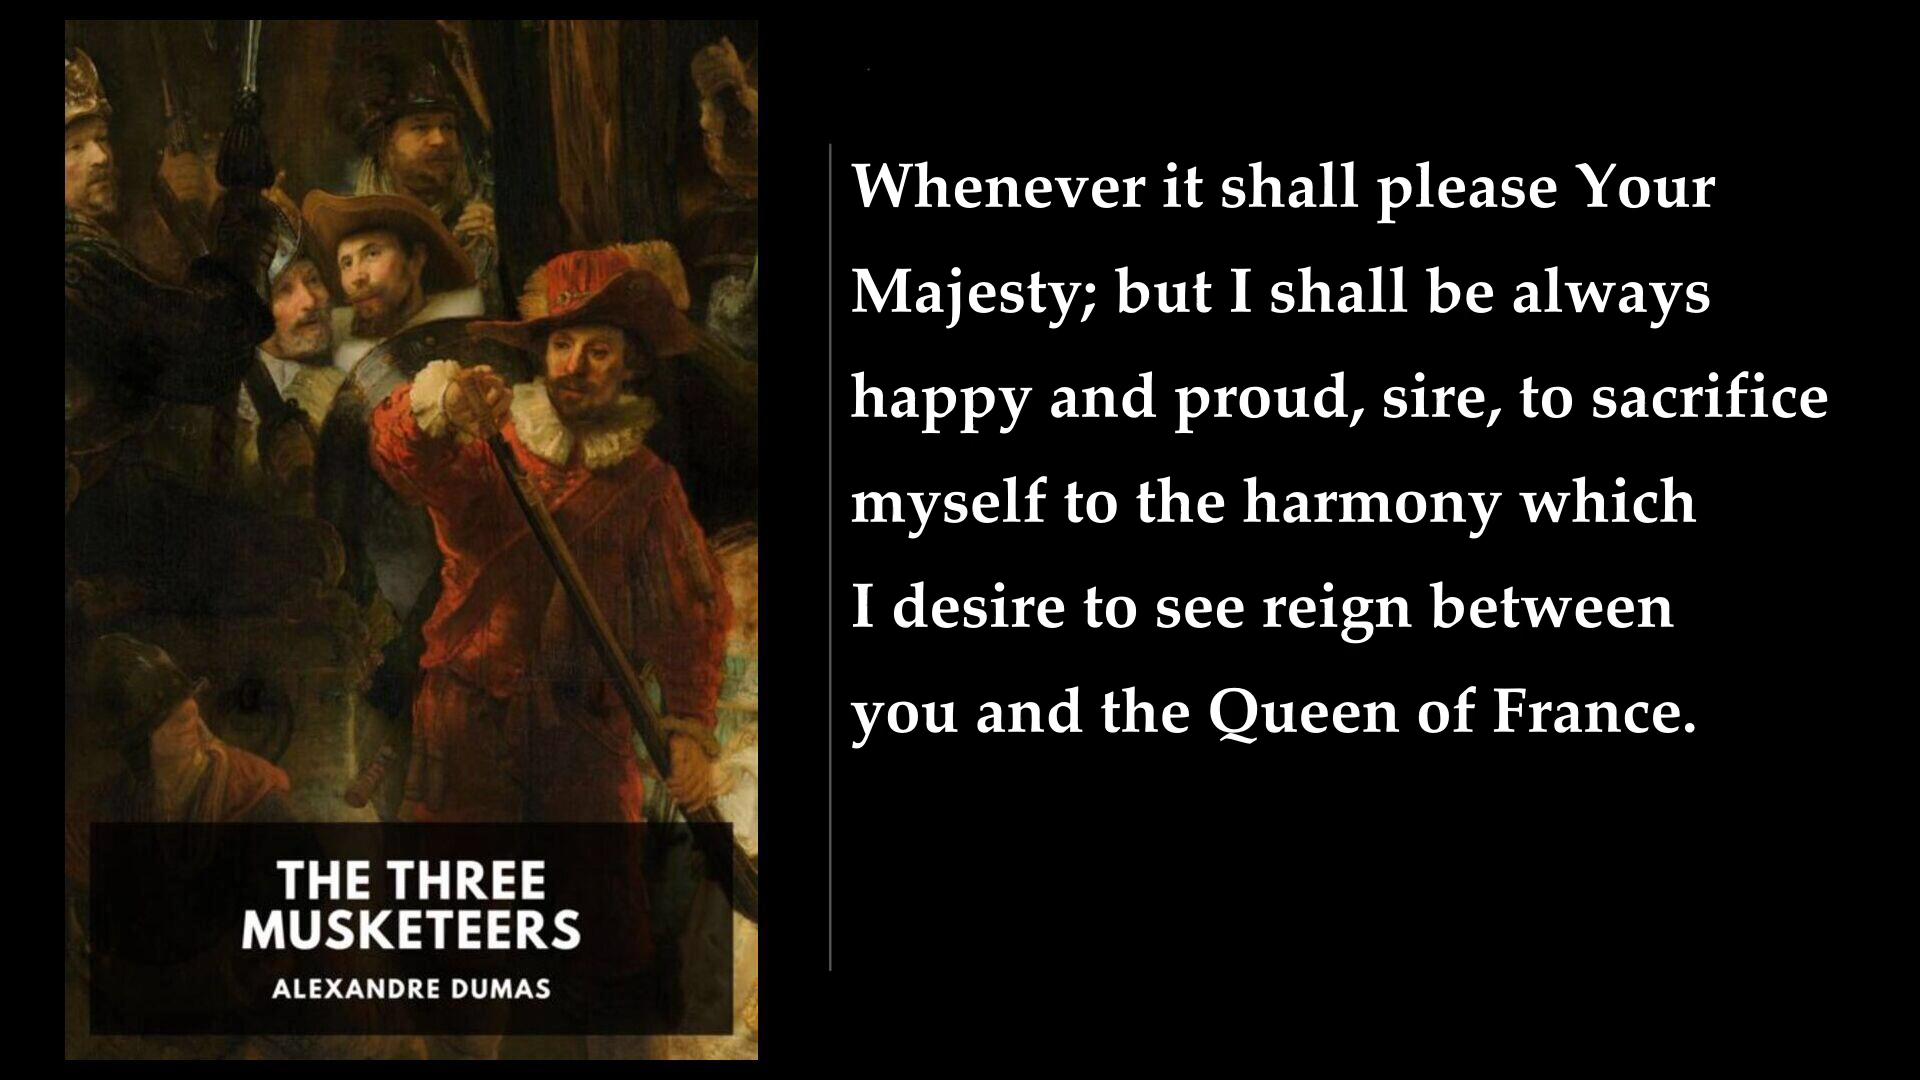 THE THREE
MUSKETEERS
ALEXANDRE DUMAS
Whenever it shall please Your
Majesty; but I shall be always
happy and proud, sire, to sacrifice
myself to the harmony which
I desire to see reign between
you and the Queen of France.